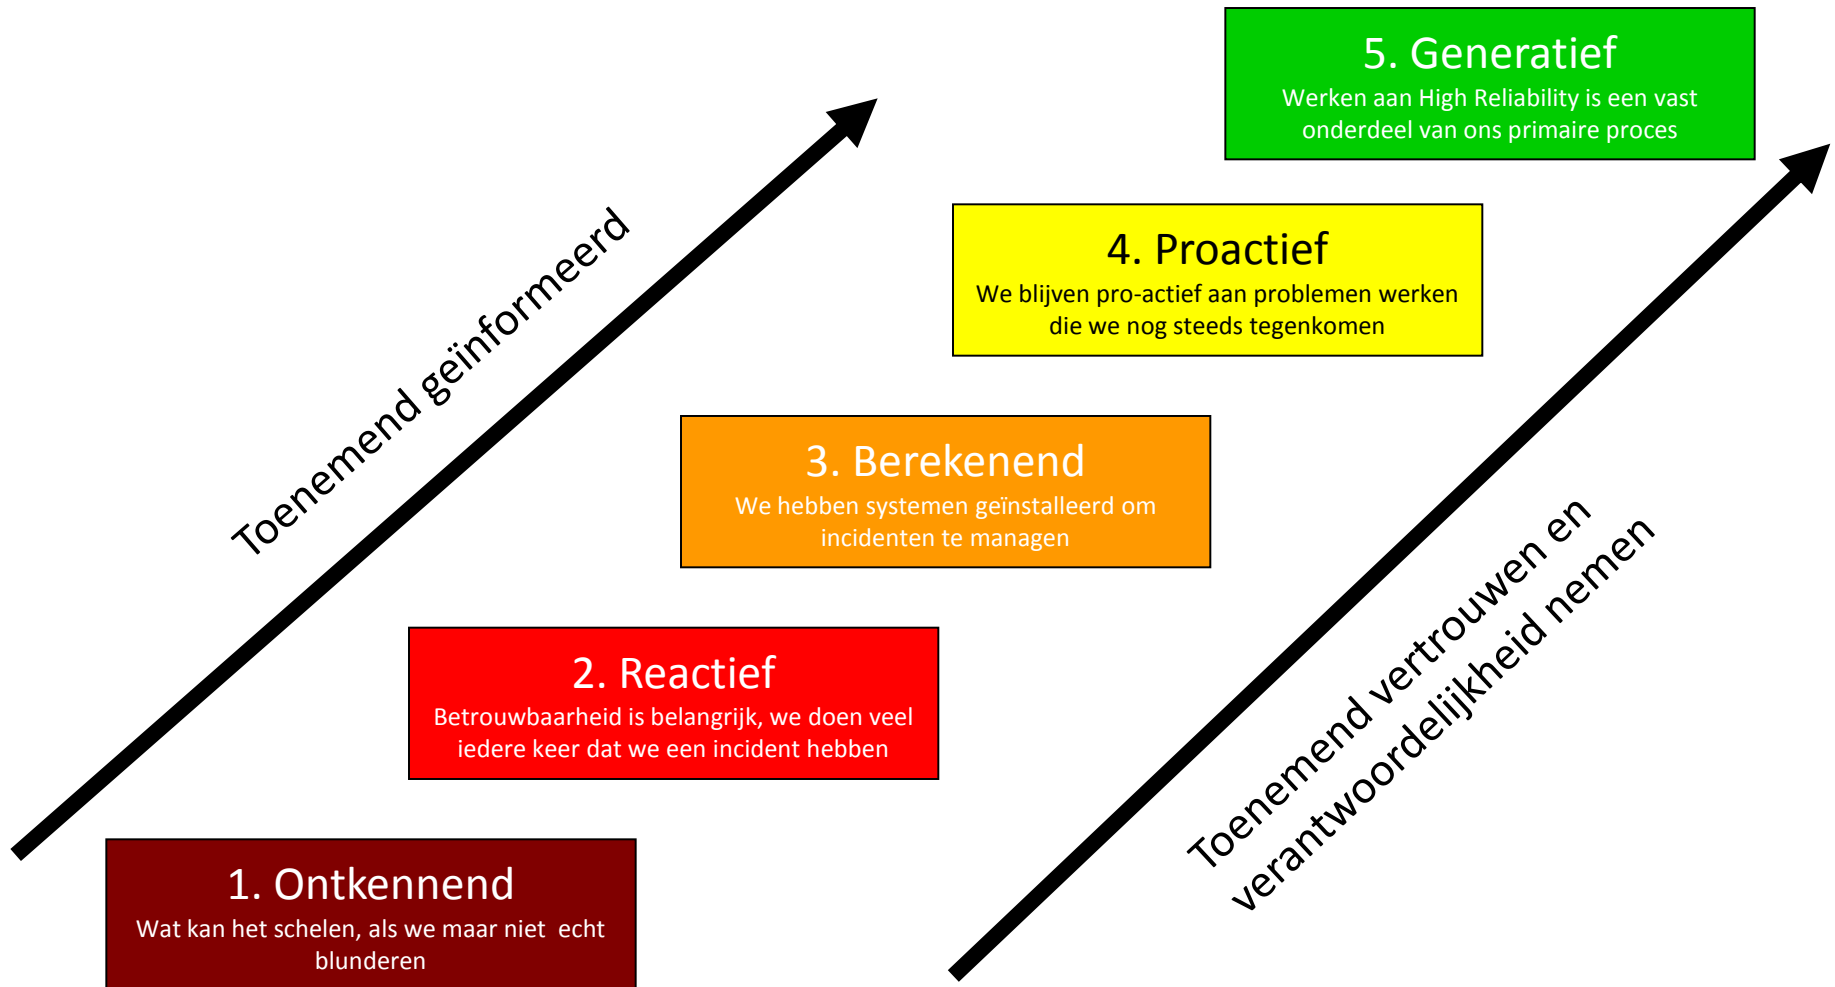 5. Generatief
Werken aan High Reliability is een vast
onderdeel van ons primaire proces
4. Proactief
We blijven pro-actief aan problemen werken
die we nog steeds tegenkomen
Toenemend geïnformeerd
3. Berekenend
We hebben systemen geïnstalleerd om
incidenten te managen
2. Reactief
Betrouwbaarheid is belangrijk, we doen veel
iedere keer dat we een incident hebben
Toenemend vertrouwen en
verantwoordelijkheid nemen
1. Ontkennend
Wat kan het schelen, als we maar niet  echt
blunderen